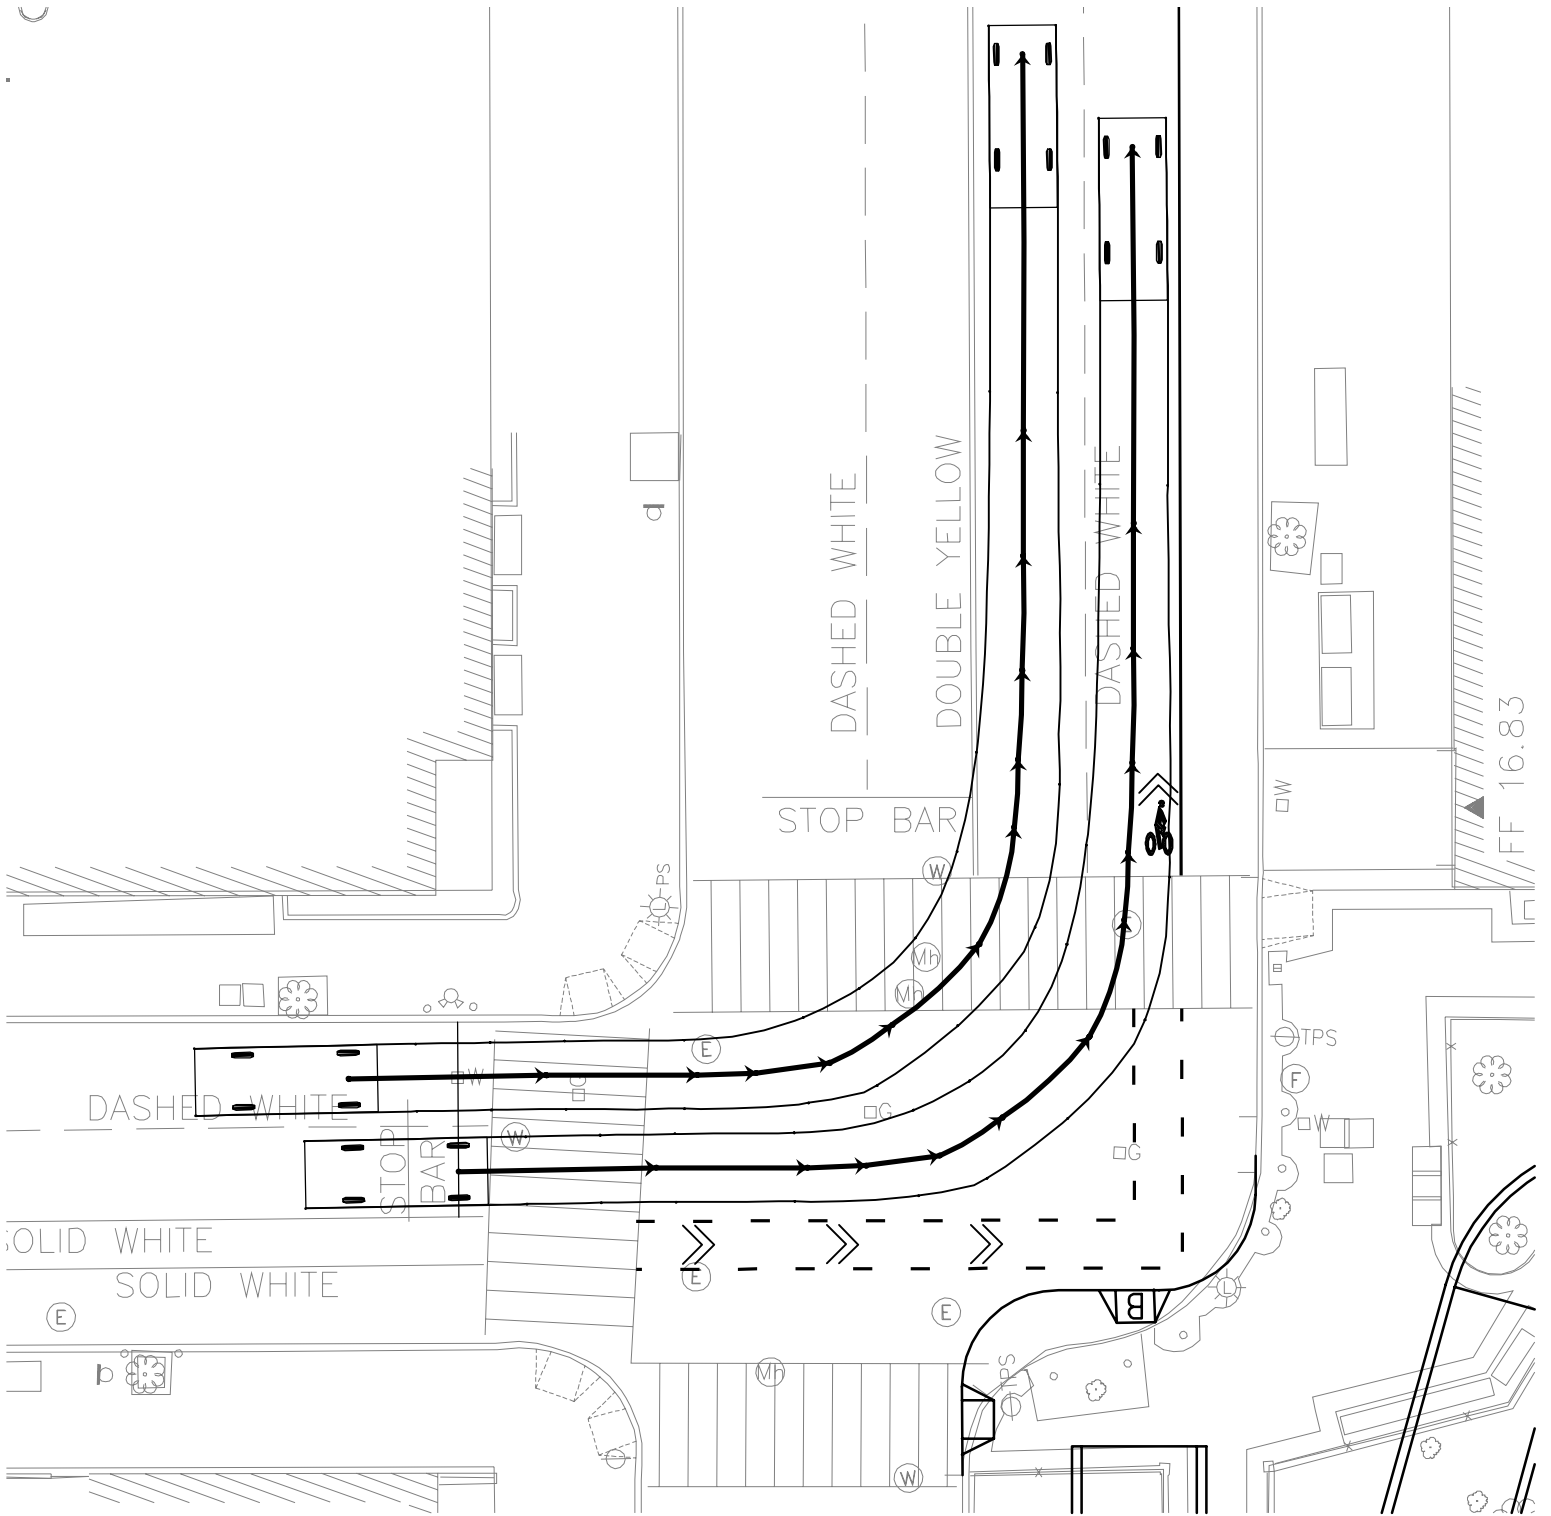 DASHED WHITE
DOUBLE YELLOW
DASHED WHITE
FF 16.83
W
STOP BAR
W
PS
L
E
Mh
Mh
TPS
E
W
G
F
DASHED WHITE
G
W
W
STOP
BAR
G
SOLID WHITE
E
SOLID WHITE
L
E
E
B
Mh
TPS
W